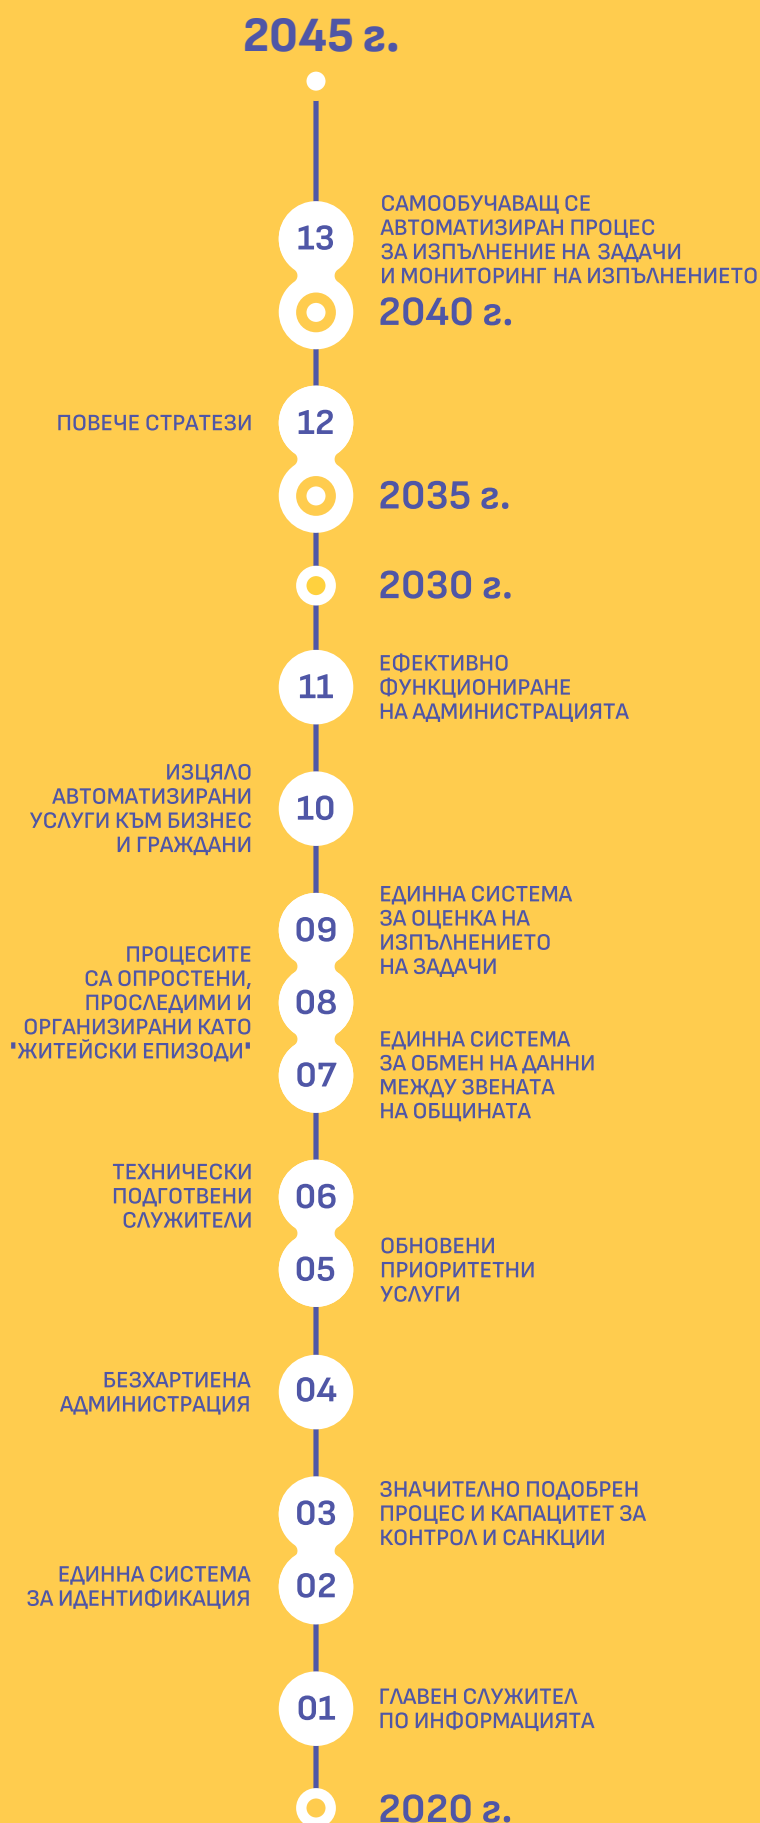 2045 г.
13
САМООБУЧАВАЩ СЕ
АВТОМАТИЗИРАН ПРОЦЕС
ЗА ИЗПЪЛНЕНИЕ НА ЗАДАЧИ
И МОНИТОРИНГ НА ИЗПЪЛНЕНИЕТО
2040 г.
ПОВЕЧЕ СТРАТЕЗИ
12
2035 г.
2030 г.
11
ЕФЕКТИВНО
ФУНКЦИОНИРАНЕ
НА АДМИНИСТРАЦИЯТА
ИЗЦЯЛО
АВТОМАТИЗИРАНИ
УСЛУГИ КЪМ БИЗНЕС
И ГРАЖДАНИ
10
09
ЕДИННА СИСТЕМА
ЗА ОЦЕНКА НА
ИЗПЪЛНЕНИЕТО
НА ЗАДАЧИ
ПРОЦЕСИТЕ
СА ОПРОСТЕНИ,
ПРОСЛЕДИМИ И
ОРГАНИЗИРАНИ КАТО
"ЖИТЕЙСКИ ЕПИЗОДИ"
08
07
ЕДИННА СИСТЕМА
ЗА ОБМЕН НА ДАННИ
МЕЖДУ ЗВЕНАТА
НА ОБЩИНАТА
ТЕХНИЧЕСКИ
ПОДГОТВЕНИ
СЛУЖИТЕЛИ
06
05
ОБНОВЕНИ
ПРИОРИТЕТНИ
УСЛУГИ
БЕЗХАРТИЕНА
АДМИНИСТРАЦИЯ
04
03
ЗНАЧИТЕЛНО ПОДОБРЕН
ПРОЦЕС И КАПАЦИТЕТ ЗА
КОНТРОЛ И САНКЦИИ
ЕДИННА СИСТЕМА
ЗА ИДЕНТИФИКАЦИЯ
02
01
ГЛАВЕН СЛУЖИТЕЛ
ПО ИНФОРМАЦИЯТА
2020 г.